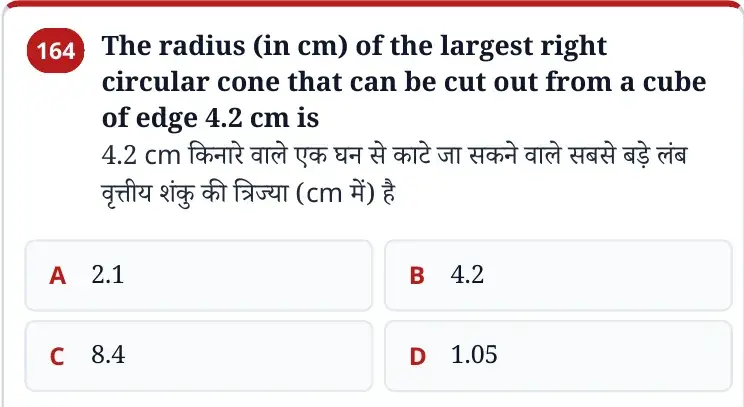 164 The radius (in cm) of the largest right
circular cone that can be cut out from a cube
of edge 4.2 cm is
4.2 cm किनारे वाले एक घन से काटे जा सकने वाले सबसे बड़े लंब
वृत्तीय शंकु की त्रिज्या (cm में) है
A 2.1
B 4.2
C 8.4
D 1.05